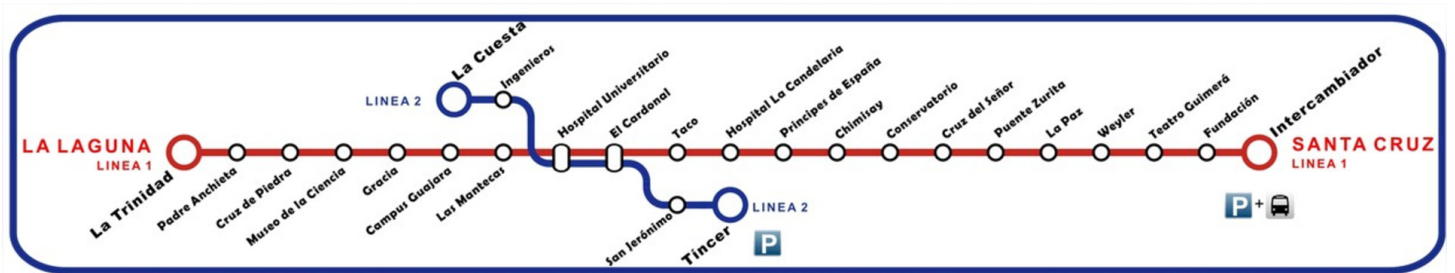 La Cuesta
Ingenieros
LINEA 2
Hospital Universitario
El Cardonal
Taco
Hospital La Candelaria
Principes de España
Chimisay
Conservatorio
Cruz del Señor
Puente Zurita
La Paz
Weyler
Teatro Guimerá
Fundación
Intercambiador
LA LAGUNA
LINEA 1
SANTA CRUZ
LINEA 1
La Trinidad
Padre Anchieta
Cruz de Piedra
Museo de la Ciencia
Gracia
Campus Guajara
Las Mantecas
San Jerónimo
Tíncer
LINEA 2
P
P +